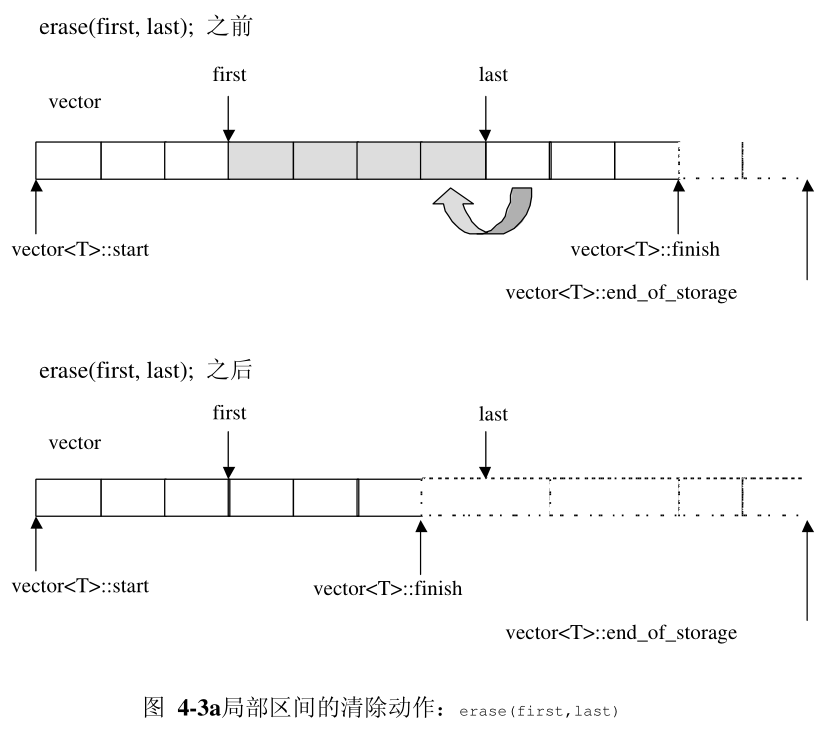 erase(first, last); 之前
first
last
vector
vector<T>::start
vector<T>::finish
vector<T>::end_of_storage
erase(first, last); 之后
first
last
vector
vector<T>::start
vector<T>::finish
vector<T>::end_of_storage
图 4-3a局部区间的清除动作：erase(first,last)